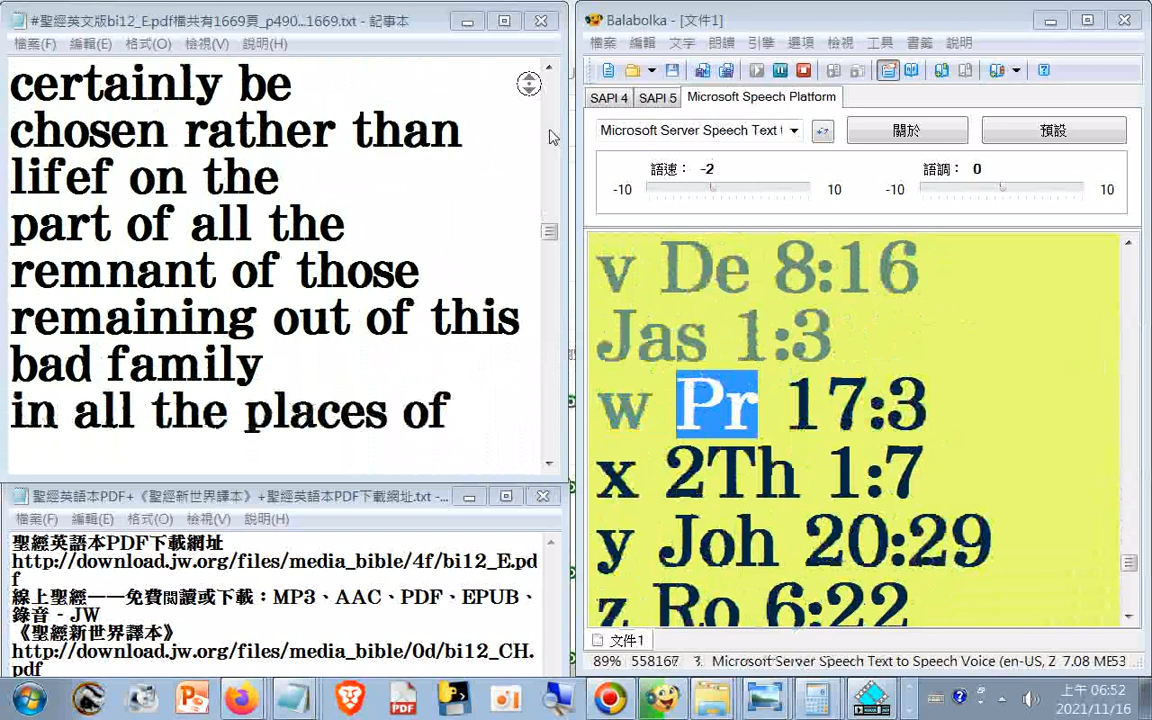 #聖經英文版bi12_E.pdf檔共有1669頁_p490...1669.txt - 記事本
檔案(F) 編輯(E) 格式(O) 檢視(V) 說明(H)
certainly be
chosen rather than
lifef on the
part of all the
remnant of those
remaining out of this
bad family
in all the places of
聖經英語本PDF+《聖經新世界譯本》+聖經英語本PDF下載網址.txt - ...
檔案(F) 編輯(E) 格式(O) 檢視(V) 說明(H)
聖經英語本PDF下載網址
http://download.jw.org/files/media_bible/4f/bi12_E.pd
f
線上聖經——免費閱讀或下載：MP3、AAC、PDF、EPUB、
錄音 - JW
《聖經新世界譯本》
http://download.jw.org/files/media_bible/0d/bi12_CH.
pdf
Balabolka - [文件1]
檔案 編輯 文字 朗讀 引擎 選項 檢視 工具 書籤 說明
SAPI 4 SAPI 5 Microsoft Speech Platform
Microsoft Server Speech Text t 關於 預設
語速： -2 語調： 0
-10 10 -10 10
v De 8:16
Jas 1:3
w Pr 17:3
x 2Th 1:7
y Joh 20:29
z Ro 6:22
文件1
89% 558167 Microsoft Server Speech Text to Speech Voice (en-US, Z 7.08 ME53
上午 06:52
2021/11/16